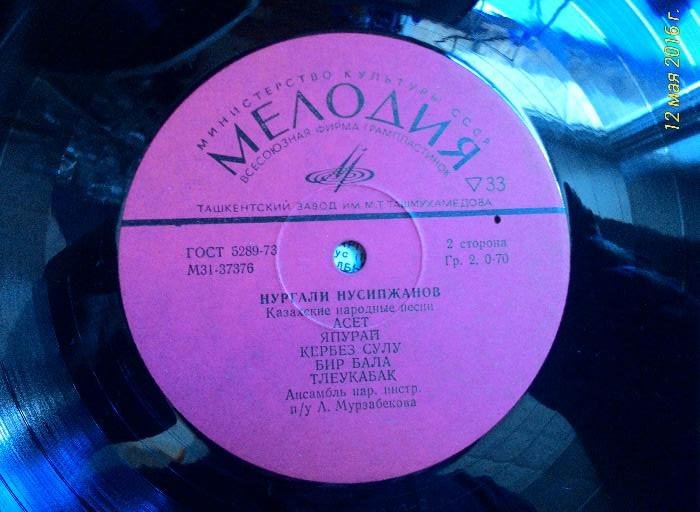 МИНИСТЕРСТВО КУЛЬТУРЫ СССР
МЕЛОДИЯ
ВСЕСОЮЗНАЯ ФИРМА ГРАМПЛАСТИНОК
▽33
ТАШКЕНТСКИЙ ЗАВОД ИМ. М.Т. ТАШМУХАМЕДОВА
ГОСТ 5289-73
М31-37376
2 сторона
Гр. 2, 0-70
НУРГАЛИ НУСИПЖАНОВ
Казахские народные песни
АСЕТ
ЯПУРАЙ
КЕРБЕЗ СУЛУ
БИР БАЛА
ТЛЕУКАБАК
Ансамбль нар. инстр.
п/у Л. Мурзабекова
12 мая 2016 г.